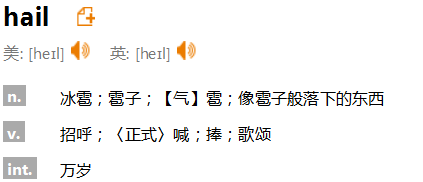 hail
美: [heɪl] 英: [heɪl]
n. 冰雹；雹子；【气】雹；像雹子般落下的东西
v. 招呼；〈正式〉喊；捧；歌颂
int. 万岁